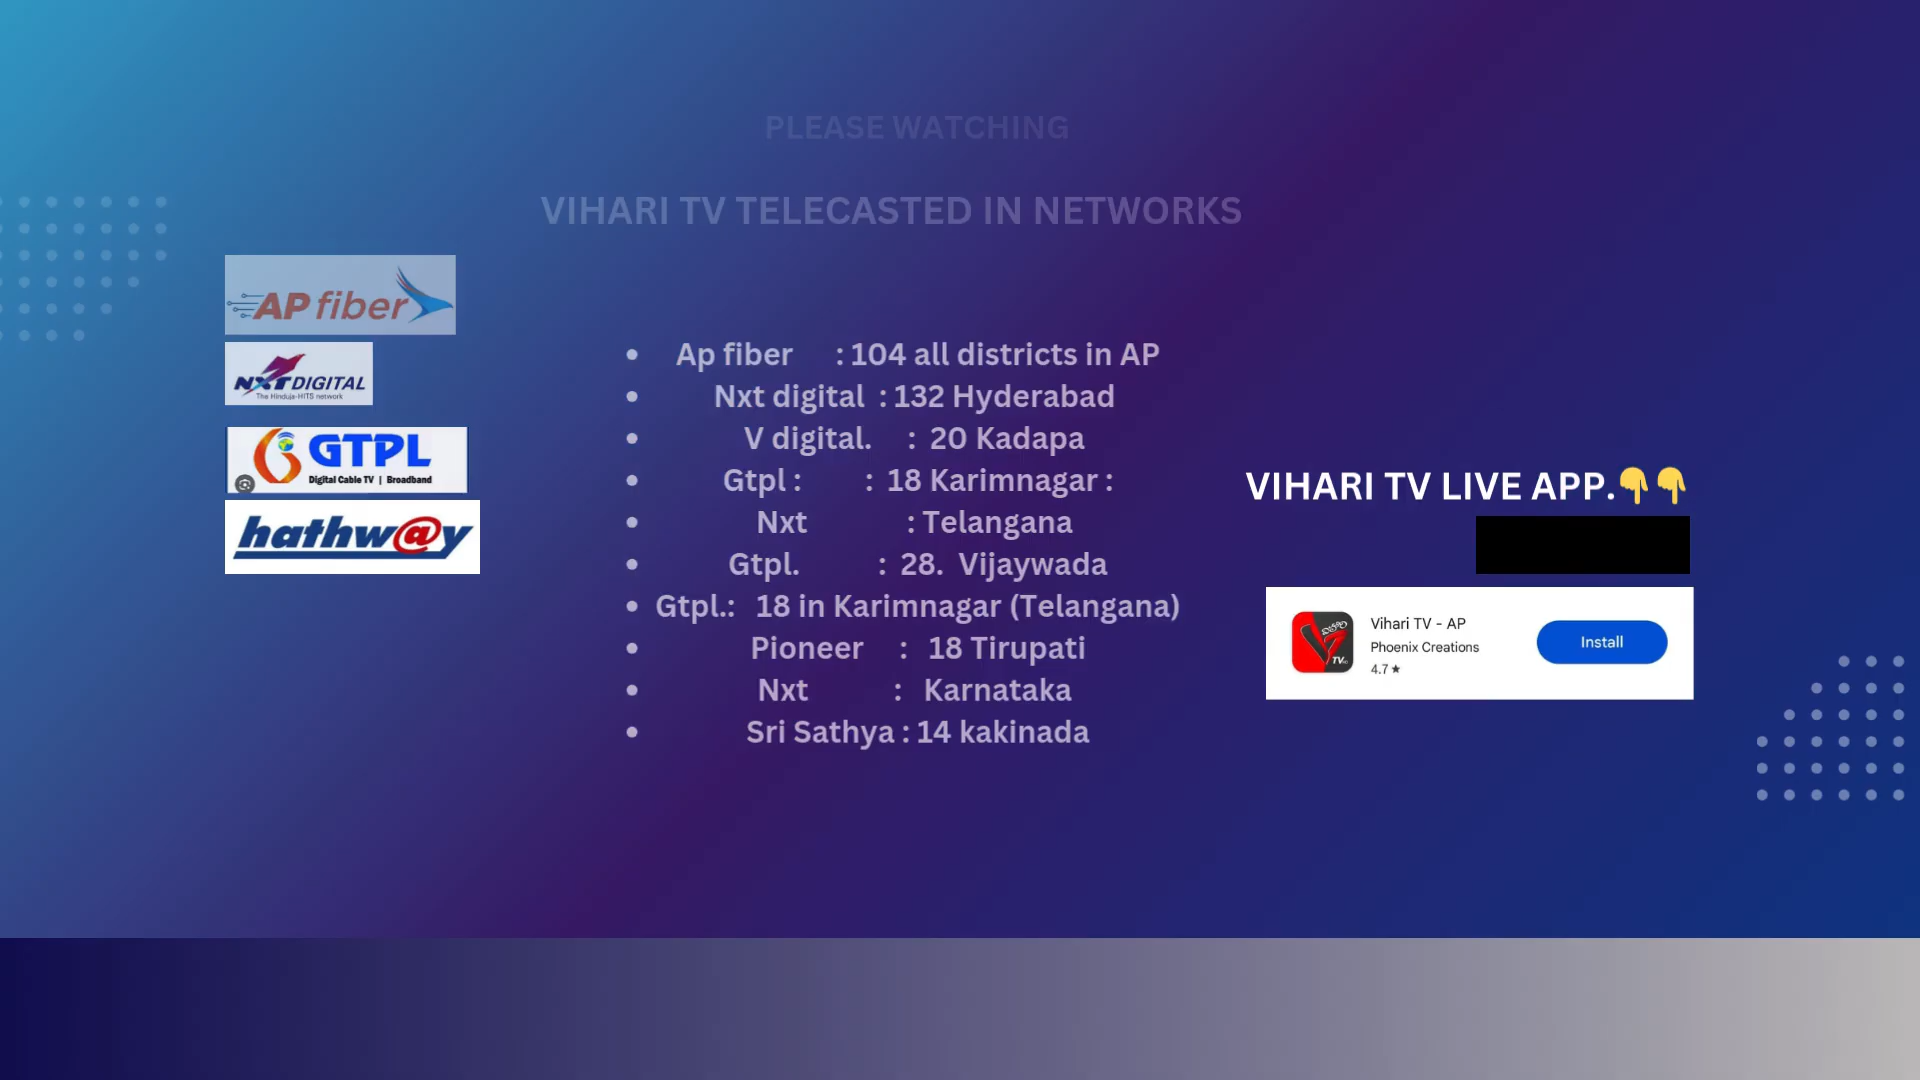 PLEASE WATCHING
VIHARI TV TELECASTED IN NETWORKS
AP fiber
NXTDIGITAL
The Hinduja-HITS network
GTPL
Digital Cable TV | Broadband
hathw@y
• Ap fiber : 104 all districts in AP
• Nxt digital : 132 Hyderabad
• V digital. : 20 Kadapa
• Gtpl : : 18 Karimnagar :
• Nxt : Telangana
• Gtpl. : 28. Vijaywada
• Gtpl.: 18 in Karimnagar (Telangana)
• Pioneer : 18 Tirupati
• Nxt : Karnataka
• Sri Sathya : 14 kakinada
VIHARI TV LIVE APP.👇👇
విహారి
TV
Vihari TV - AP
Phoenix Creations
4.7 ★
Install